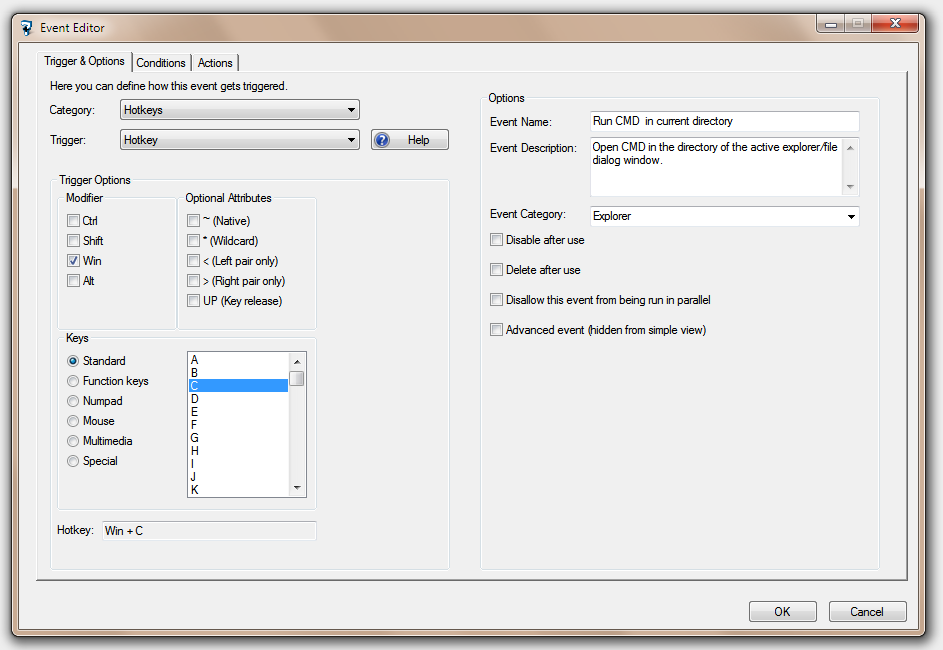 Event Editor
Trigger & Options
Conditions
Actions
Here you can define how this event gets triggered.
Category:
Hotkeys
Trigger:
Hotkey
Help
Trigger Options
Modifier
Ctrl
Shift
Win
Alt
Optional Attributes
~ (Native)
* (Wildcard)
< (Left pair only)
> (Right pair only)
UP (Key release)
Keys
Standard
Function keys
Numpad
Mouse
Multimedia
Special
A
B
C
D
E
F
G
H
I
J
K
Hotkey:
Win + C
Options
Event Name:
Run CMD  in current directory
Event Description:
Open CMD in the directory of the active explorer/file
dialog window.
Event Category:
Explorer
Disable after use
Delete after use
Disallow this event from being run in parallel
Advanced event (hidden from simple view)
OK
Cancel